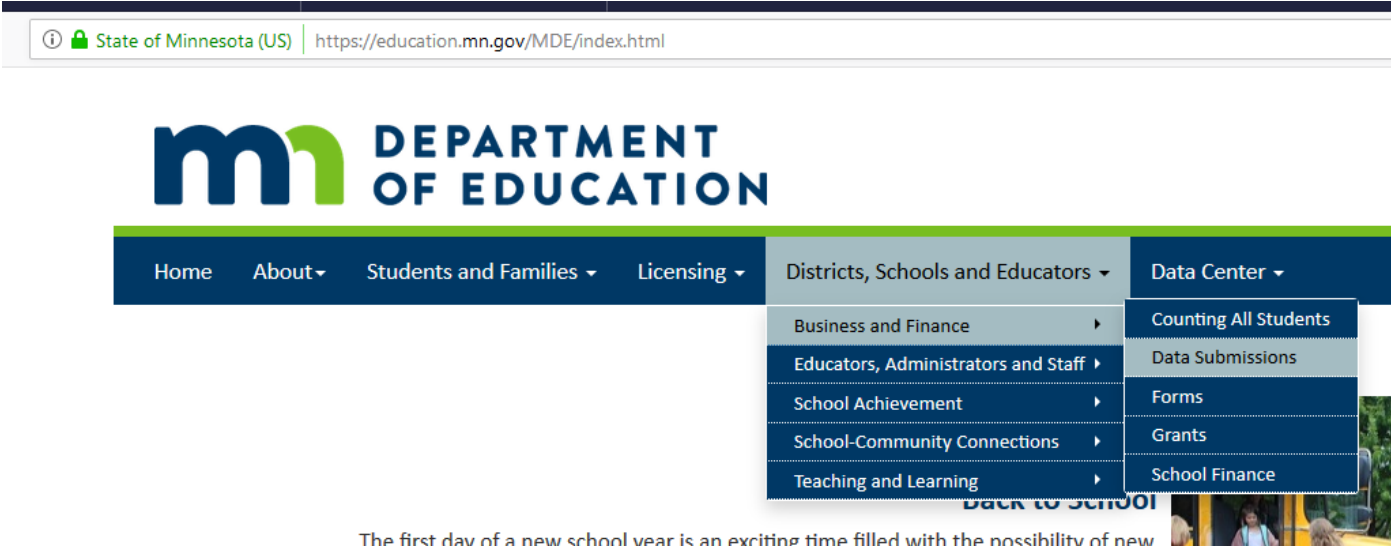 State of Minnesota (US) https://education.mn.gov/MDE/index.html
mn DEPARTMENT
OF EDUCATION
Home About Students and Families Licensing Districts, Schools and Educators Data Center
Business and Finance
Educators, Administrators and Staff
School Achievement
School-Community Connections
Teaching and Learning
Counting All Students
Data Submissions
Forms
Grants
School Finance
Back to School
The first day of a new school year is an exciting time filled with the possibility of new